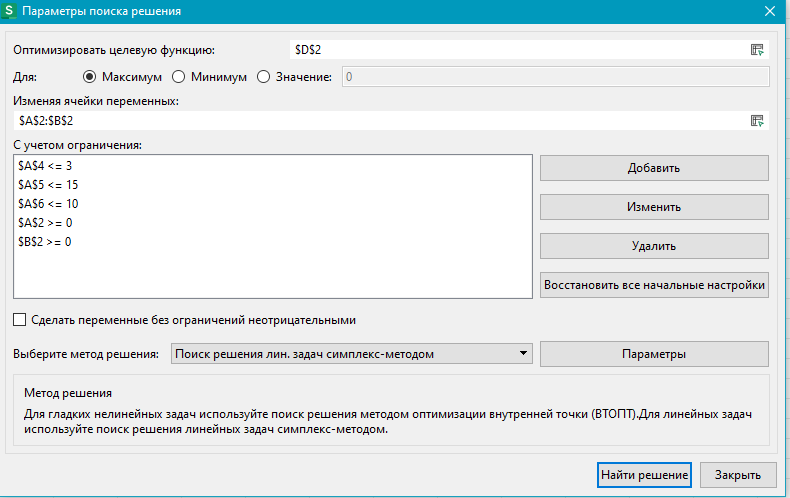 S Параметры поиска решения
Оптимизировать целевую функцию: $D$2
Для: Максимум Минимум Значение: 0
Изменяя ячейки переменных:
$A$2:$B$2
С учетом ограничения:
$A$4 <= 3
$A$5 <= 15
$A$6 <= 10
$A$2 >= 0
$B$2 >= 0
Добавить
Изменить
Удалить
Восстановить все начальные настройки
Сделать переменные без ограничений неотрицательными
Выберите метод решения: Поиск решения лин. задач симплекс-методом Параметры
Метод решения
Для гладких нелинейных задач используйте поиск решения методом оптимизации внутренней точки (ВТОПТ).Для линейных задач
используйте поиск решения линейных задач симплекс-методом.
Найти решение Закрыть